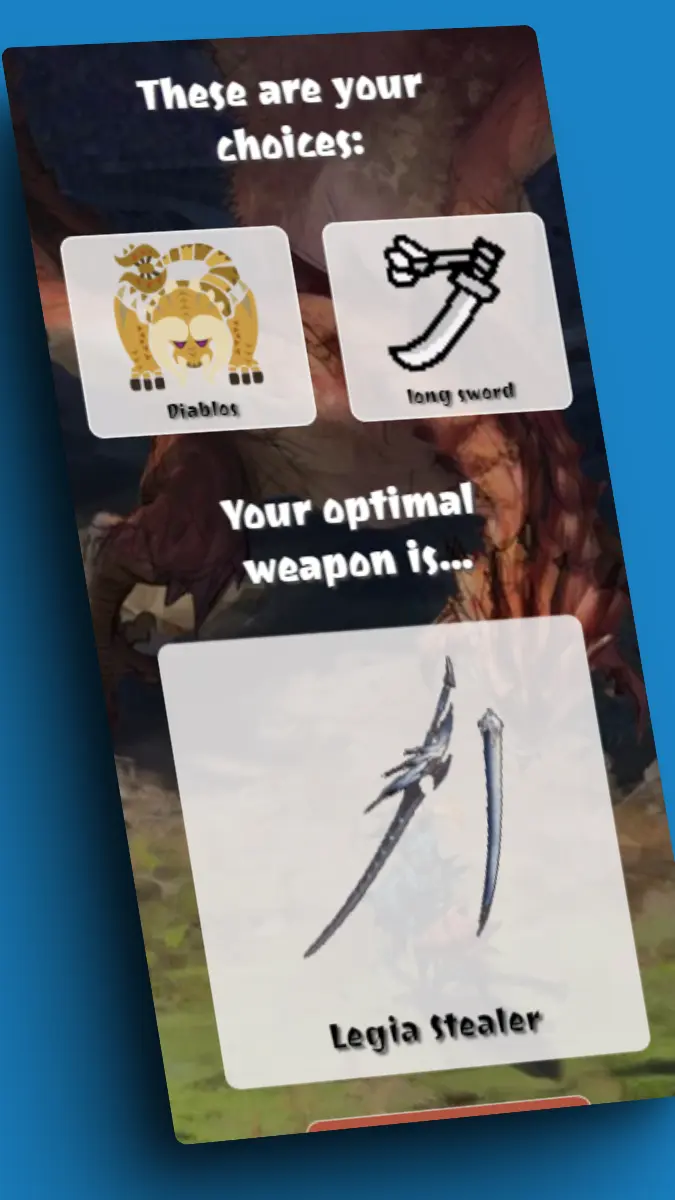 These are your
choices:
Diablos
long sword
Your optimal
weapon is...
Legia Stealer